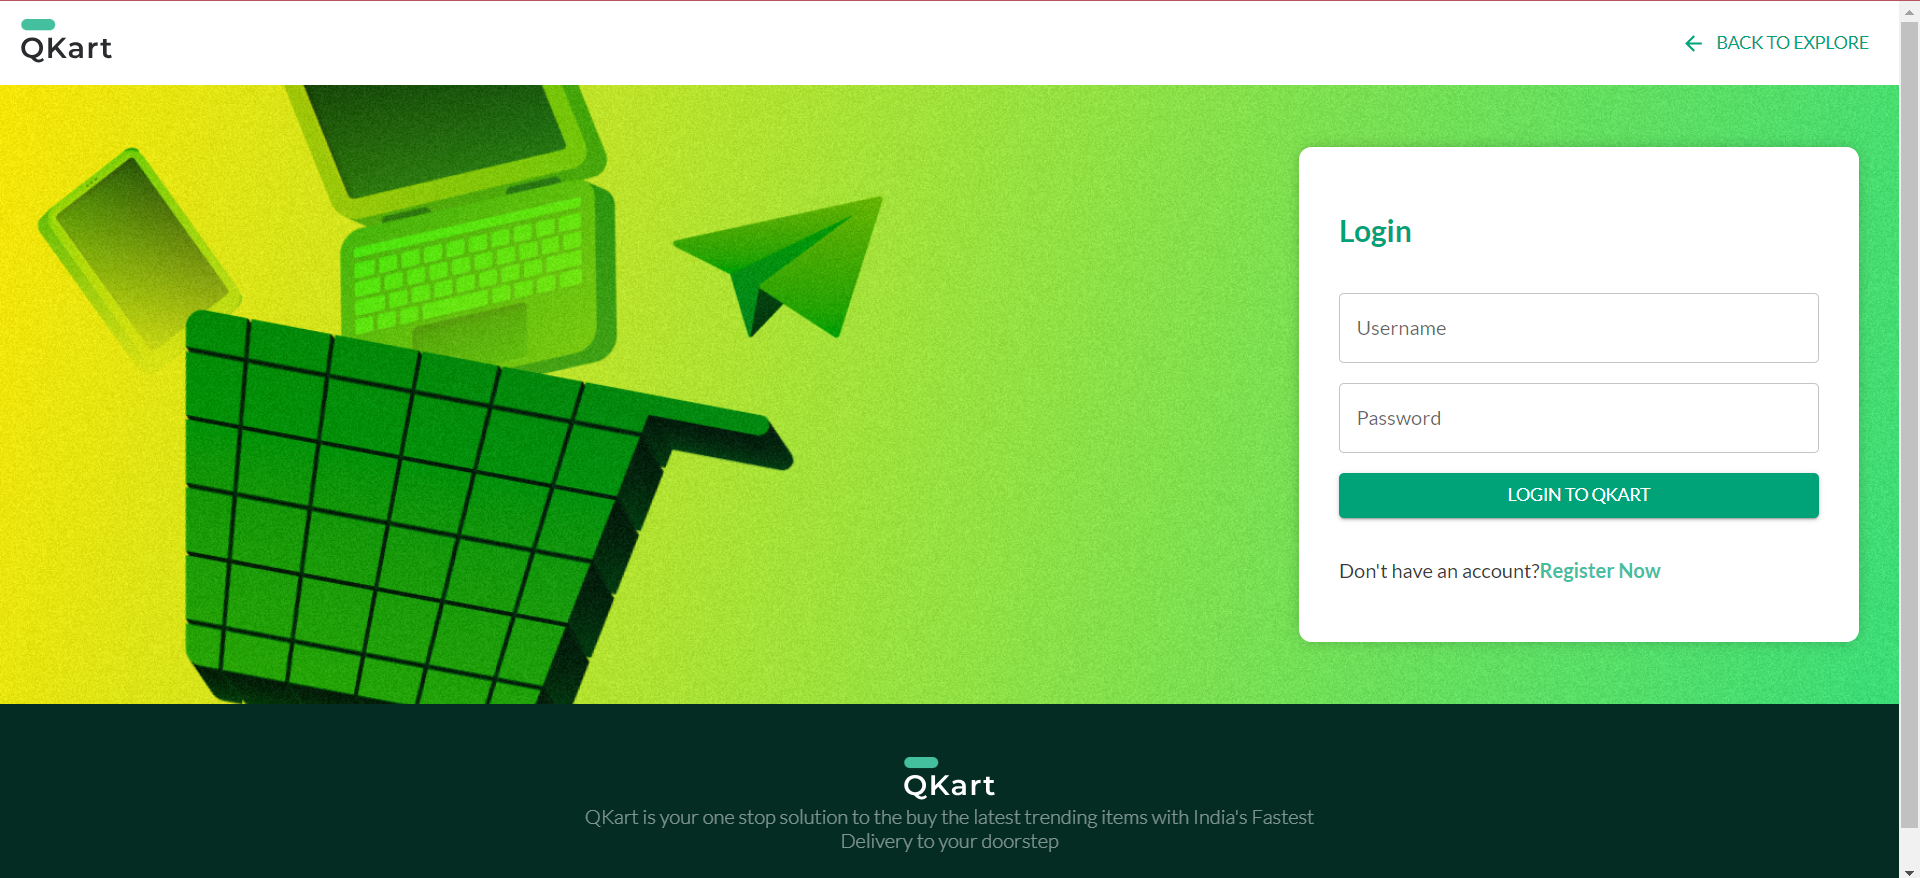 QKart
BACK TO EXPLORE
Login
Username
Password
LOGIN TO QKART
Don't have an account?Register Now
QKart
QKart is your one stop solution to the buy the latest trending items with India's Fastest
Delivery to your doorstep